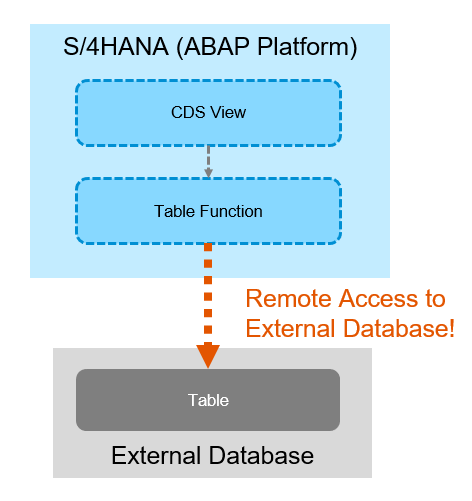 S/4HANA (ABAP Platform)
CDS View
Table Function
Remote Access to
External Database!
Table
External Database